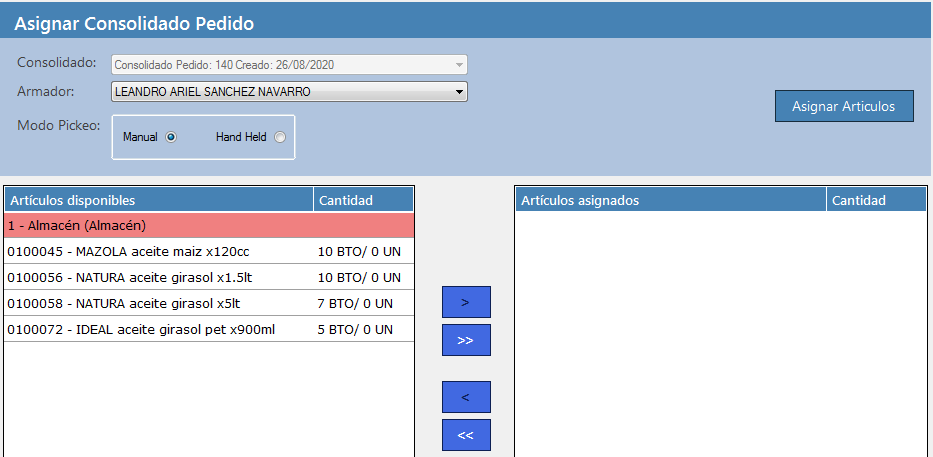 Asignar Consolidado Pedido
Consolidado: Consolidado Pedido: 140 Creado: 26/08/2020
Armador: LEANDRO ARIEL SANCHEZ NAVARRO
Asignar Articulos
Modo Pickeo: Manual Hand Held
Artículos disponibles Cantidad
1 - Almacén (Almacén)
0100045 - MAZOLA aceite maiz x120cc 10 BTO/ 0 UN
0100056 - NATURA aceite girasol x1.5lt 10 BTO/ 0 UN
0100058 - NATURA aceite girasol x5lt 7 BTO/ 0 UN
0100072 - IDEAL aceite girasol pet x900ml 5 BTO/ 0 UN
>
>>
<
<<
Artículos asignados Cantidad